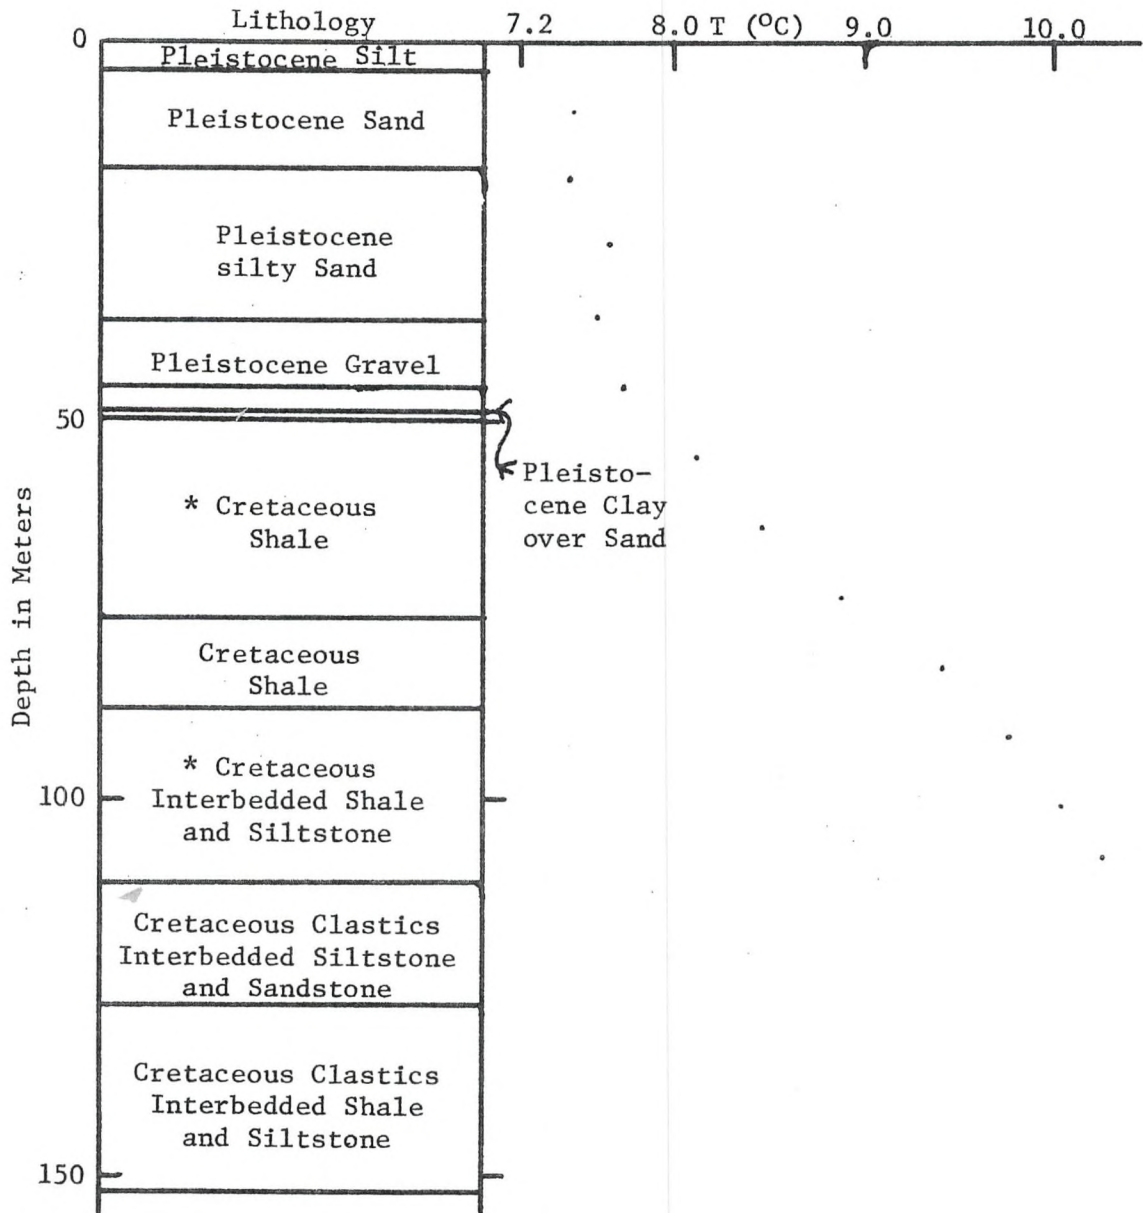 Lithology
7.2
8.0 T (°C)
9.0
10.0
0
Pleistocene Silt
Pleistocene Sand
Pleistocene
silty Sand
Pleistocene Gravel
50
Pleisto-
cene Clay
over Sand
* Cretaceous
Shale
Depth in Meters
Cretaceous
Shale
* Cretaceous
100
Interbedded Shale
and Siltstone
Cretaceous Clastics
Interbedded Siltstone
and Sandstone
Cretaceous Clastics
Interbedded Shale
and Siltstone
150